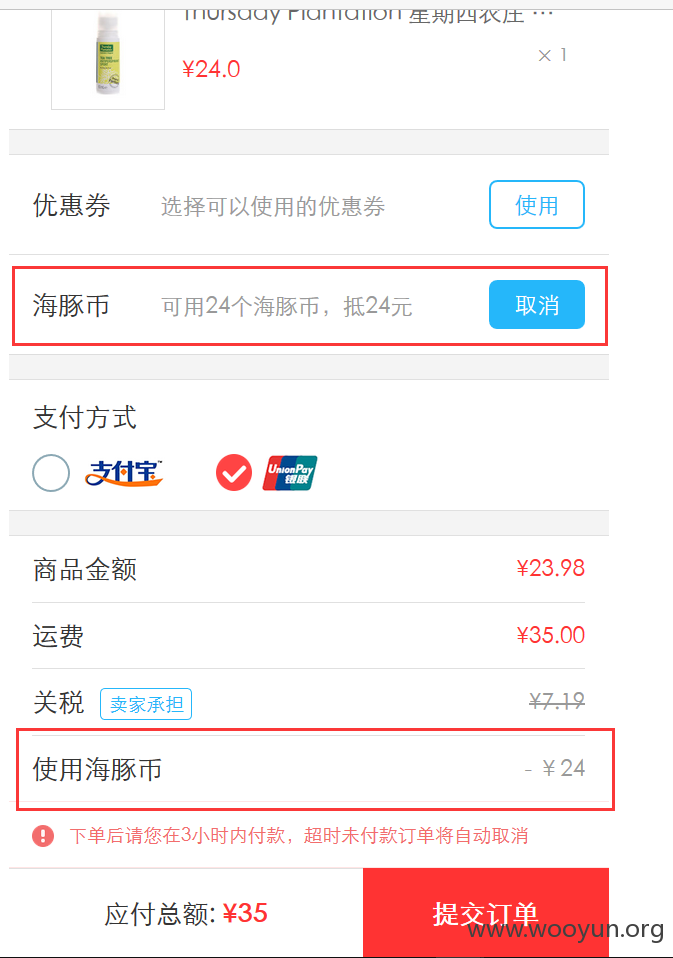 Thursday Plantation 星期四农庄 ···
¥24.0
× 1
优惠券 选择可以使用的优惠券 使用
海豚币 可用24个海豚币，抵24元 取消
支付方式
支付宝 UnionPay 银联
商品金额 ¥23.98
运费 ¥35.00
关税 卖家承担 ¥7.19
使用海豚币 - ¥24
下单后请您在3小时内付款，超时未付款订单将自动取消
应付总额: ¥35 提交订单
www.wooyun.org